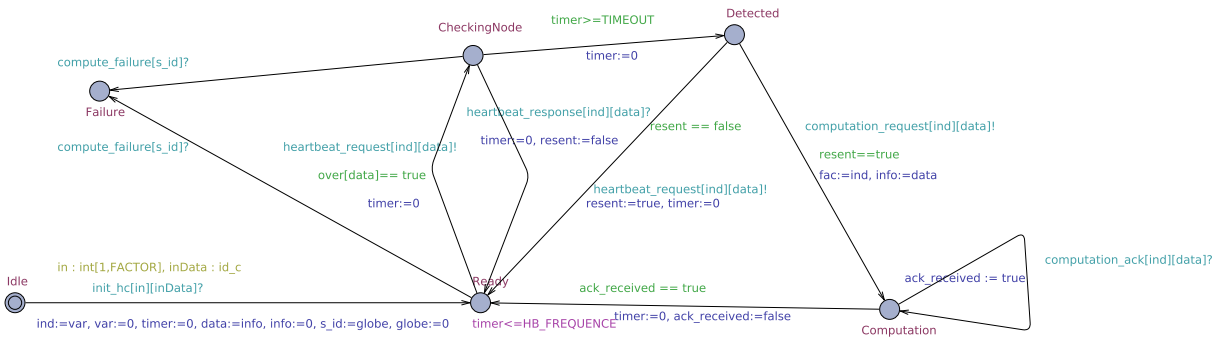 Detected
timer>=TIMEOUT
CheckingNode
timer:=0
compute_failure[s_id]?
Failure
heartbeat_response[ind][data]?
resent == false
computation_request[ind][data]!
timer:=0, resent:=false
compute_failure[s_id]?
heartbeat_request[ind][data]!
resent==true
over[data]== true
fac:=ind, info:=data
heartbeat_request[ind][data]!
timer:=0
resent:=true, timer:=0
in : int[1,FACTOR], inData : id_c
computation_ack[ind][data]?
Idle
Ready
ack_received := true
init_hc[in][inData]?
ack_received == true
ind:=var, var:=0, timer:=0, data:=info, info:=0, s_id:=globe, globe:=0
timer<=HB_FREQUENCE
timer:=0, ack_received:=false
Computation